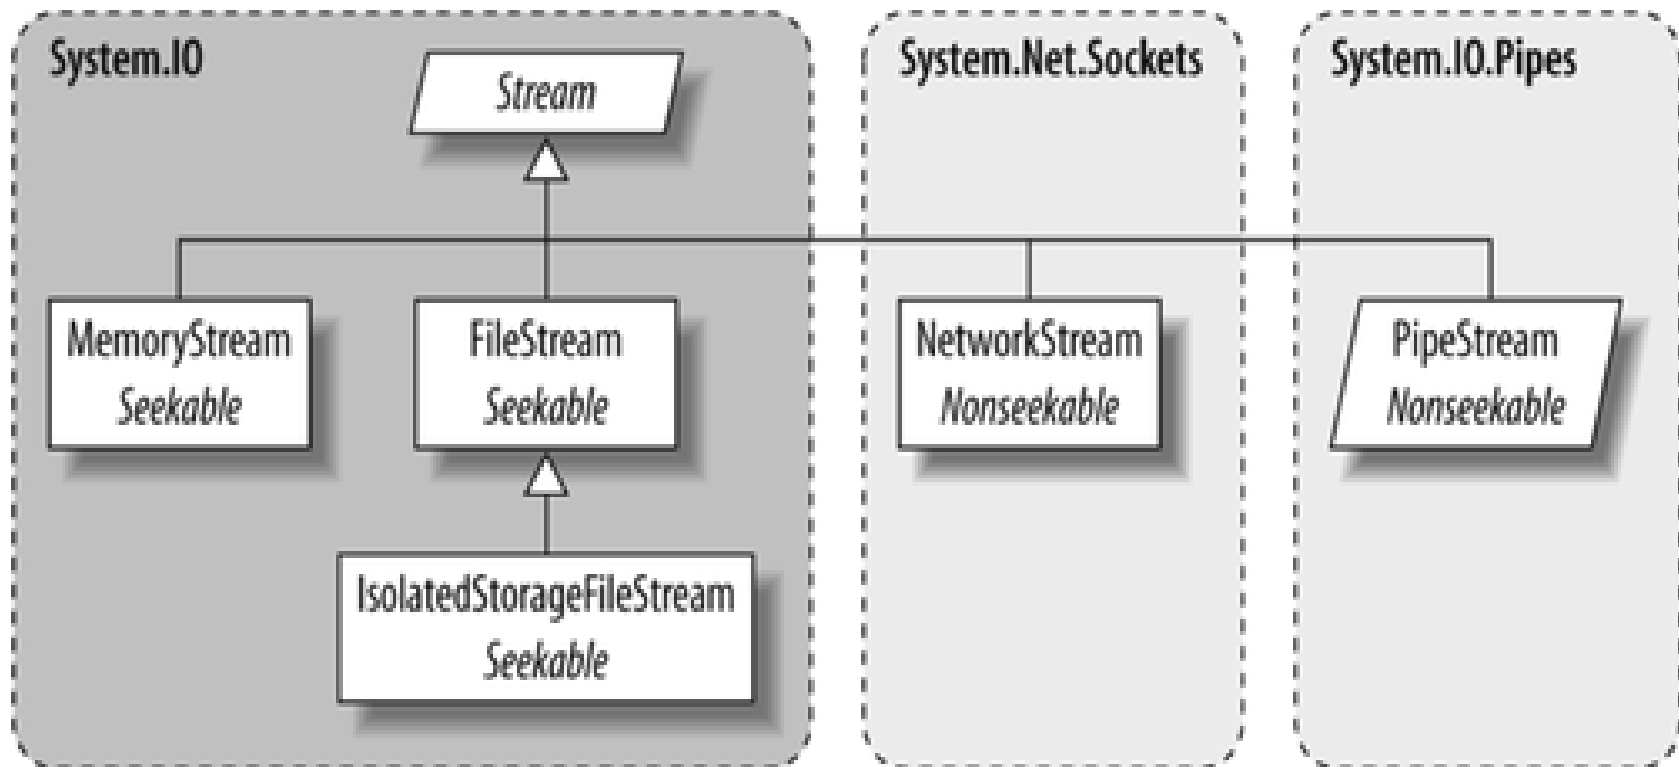 System.IO
Stream
System.Net.Sockets
System.IO.Pipes
MemoryStream
Seekable
FileStream
Seekable
NetworkStream
Nonseekable
PipeStream
Nonseekable
IsolatedStorageFileStream
Seekable